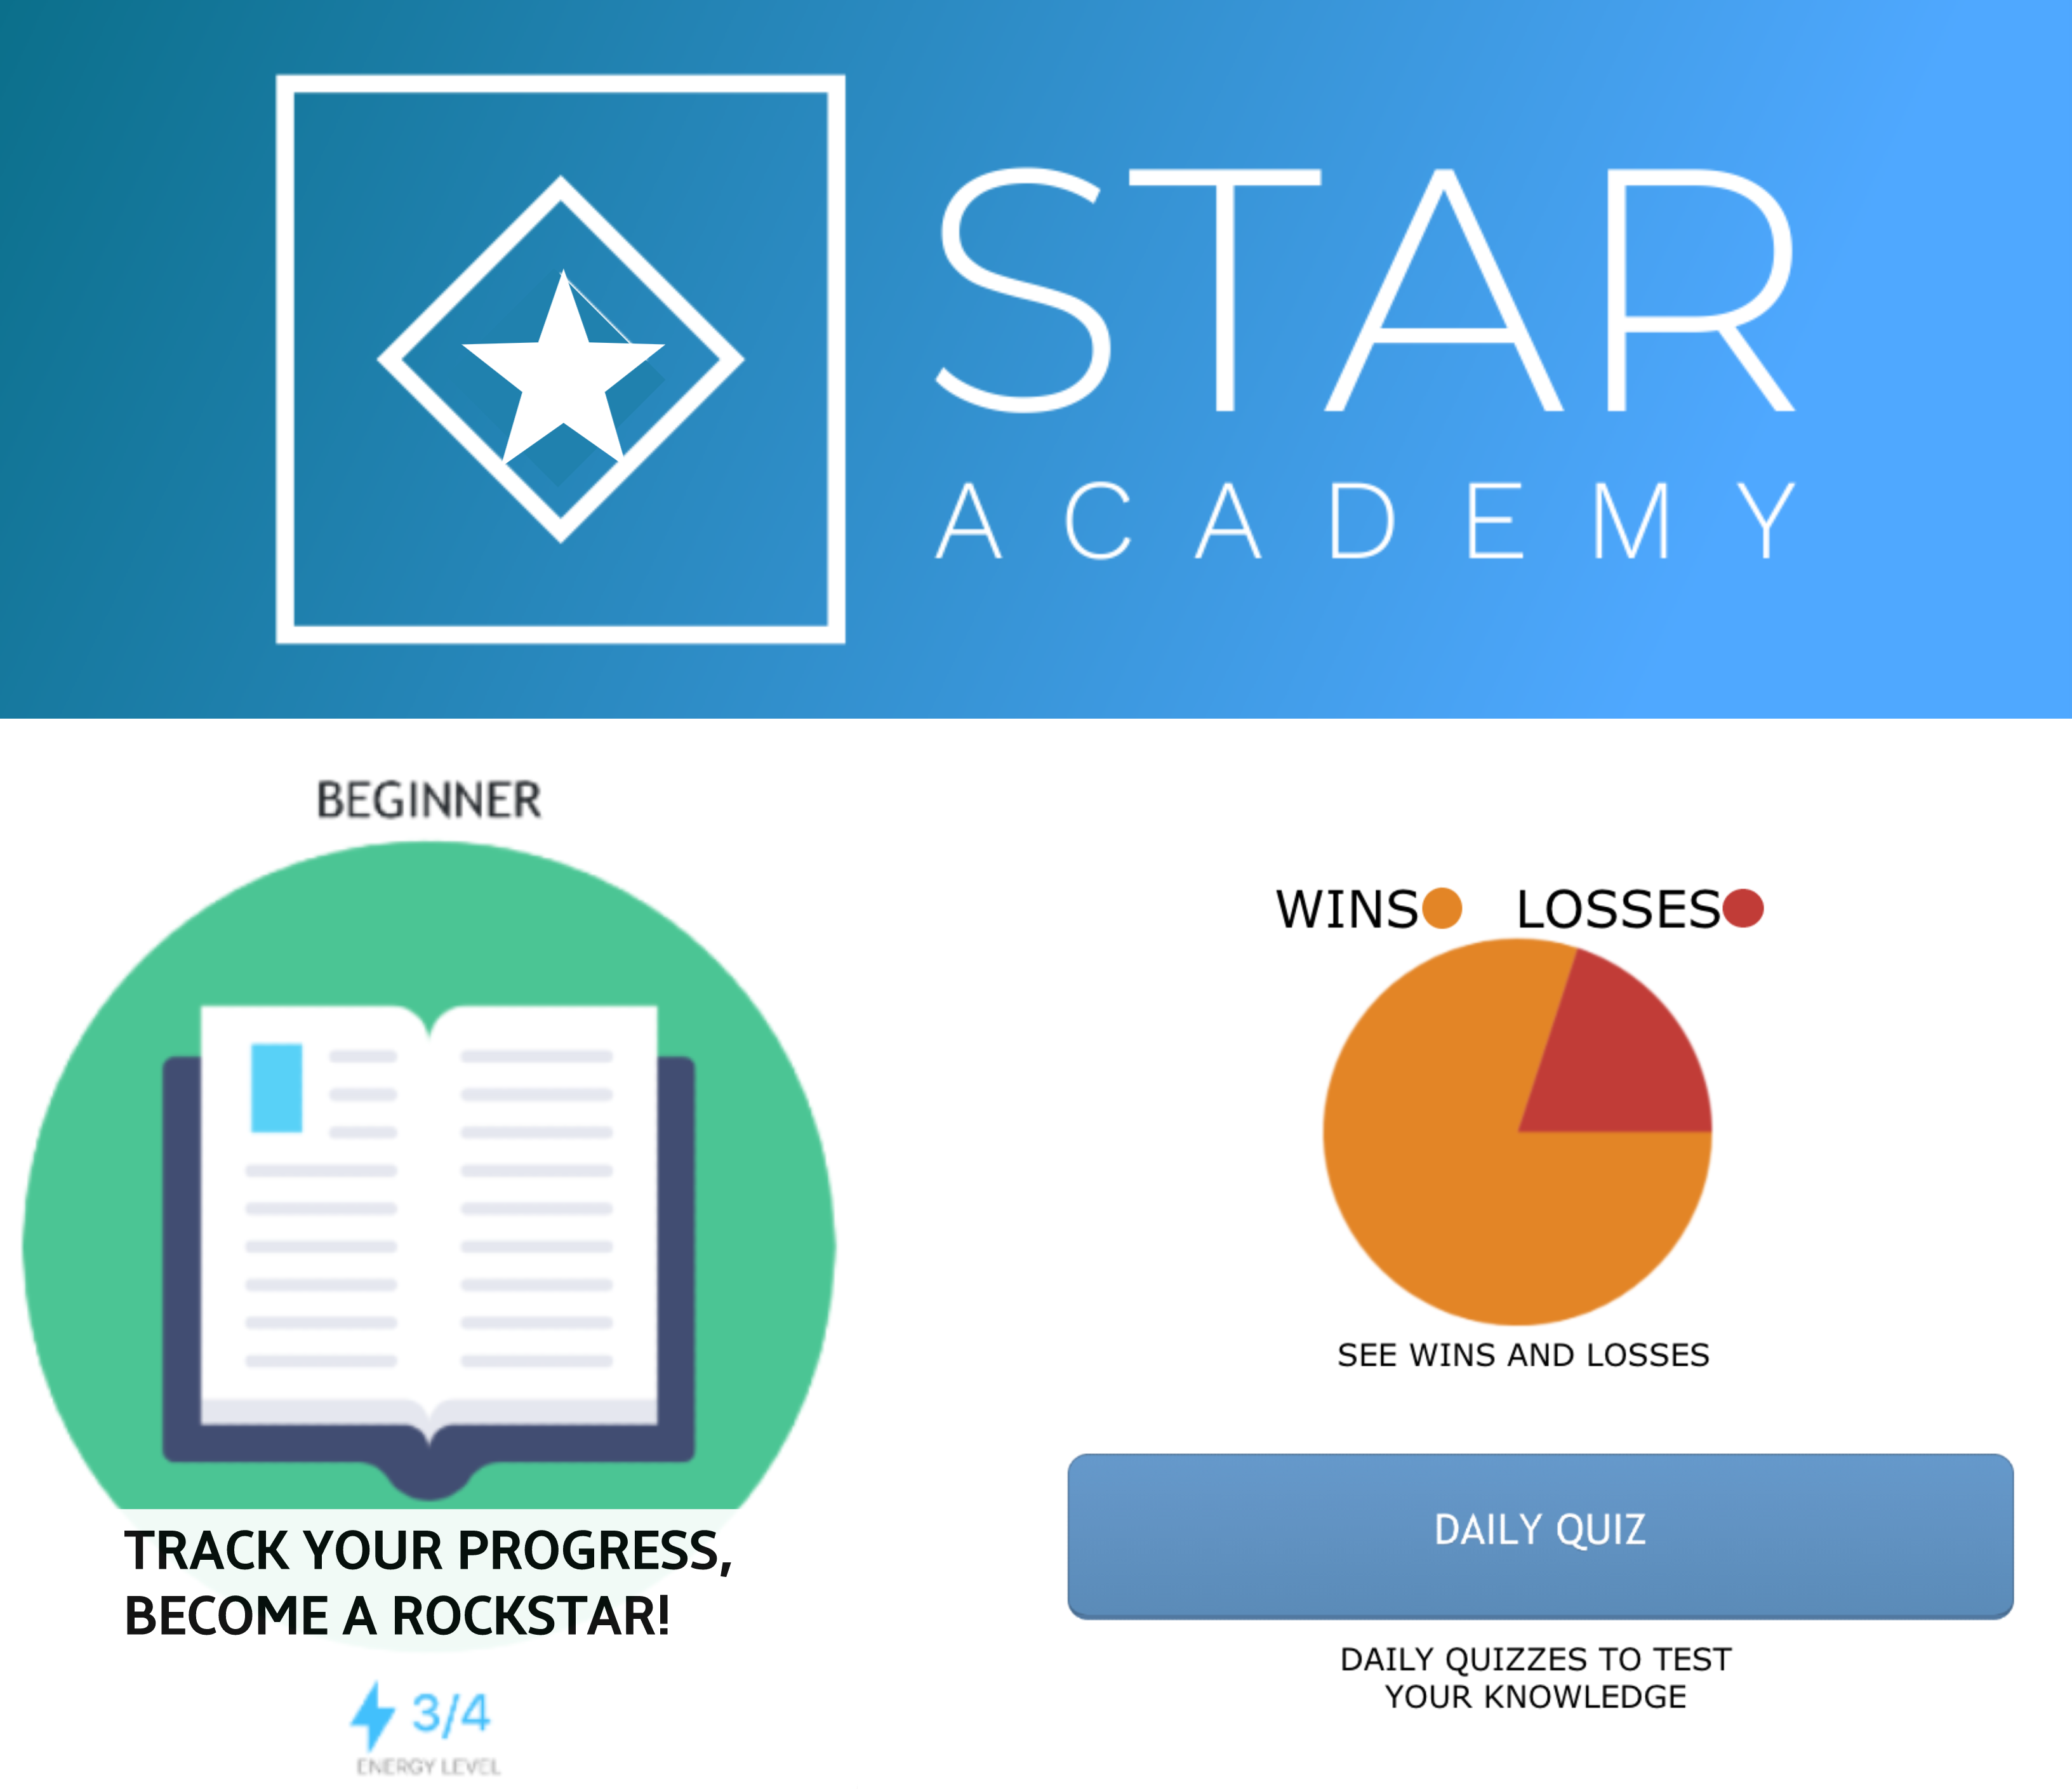 STAR
ACADEMY
BEGINNER
TRACK YOUR PROGRESS,
BECOME A ROCKSTAR!
3/4
ENERGY LEVEL
WINS LOSSES
SEE WINS AND LOSSES
DAILY QUIZ
DAILY QUIZZES TO TEST
YOUR KNOWLEDGE